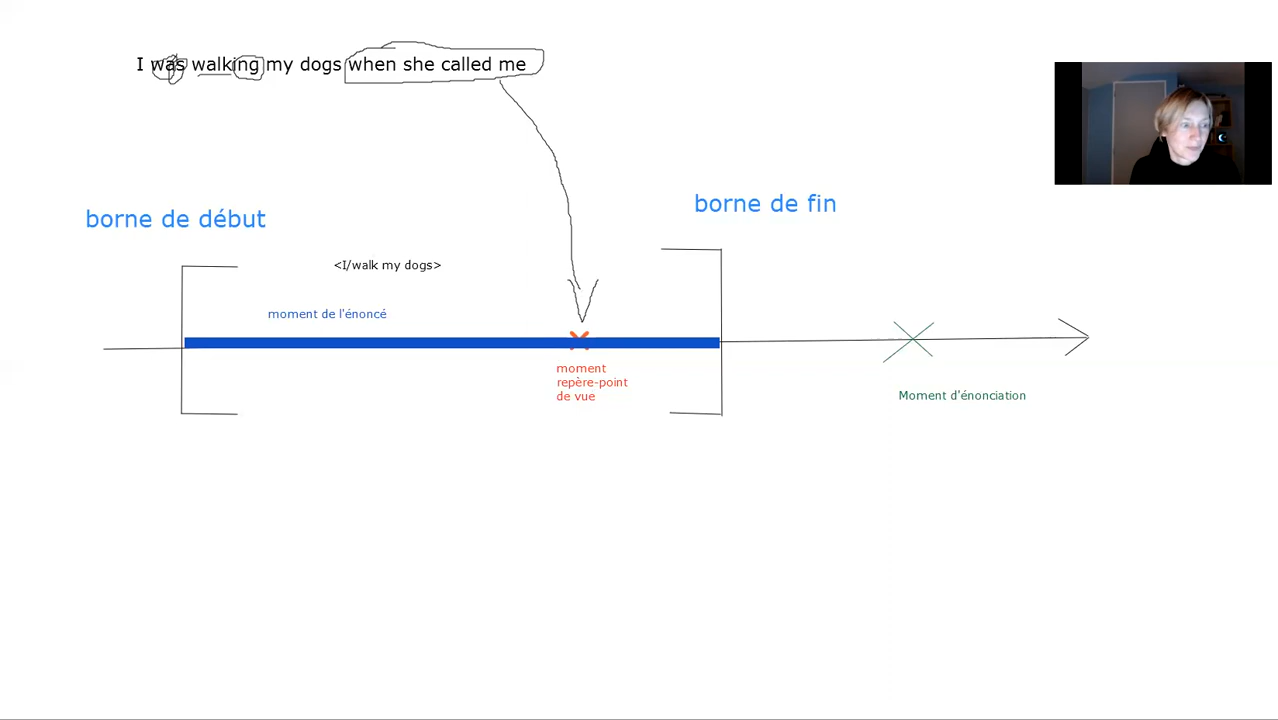 I was walking my dogs when she called me
borne de début
borne de fin
<I/walk my dogs>
moment de l'énoncé
moment
repère-point
de vue
Moment d'énonciation